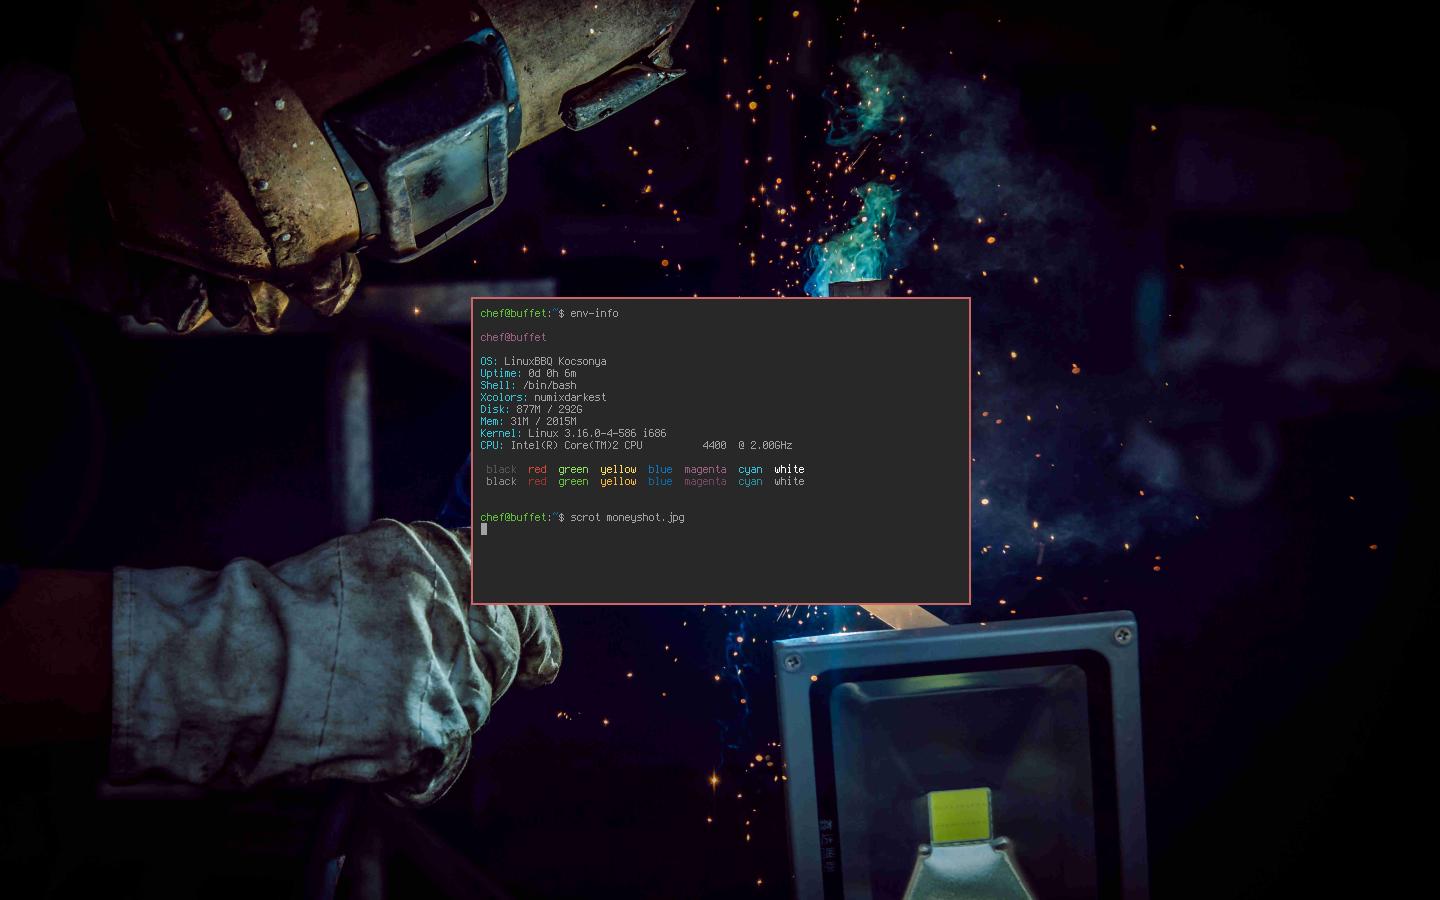 chef@buffet:~$ env-info
chef@buffet
OS: LinuxBBQ Kocsonya
Uptime: 0d 0h 6m
Shell: /bin/bash
Xcolors: numixdarkest
Disk: 877M / 292G
Mem: 31M / 2015M
Kernel: Linux 3.16.0-4-586 i686
CPU: Intel(R) Core(TM)2 CPU 4400 @ 2.00GHz
black red green yellow blue magenta cyan white
black red green yellow blue magenta cyan white
chef@buffet:~$ scrot moneyshot.jpg